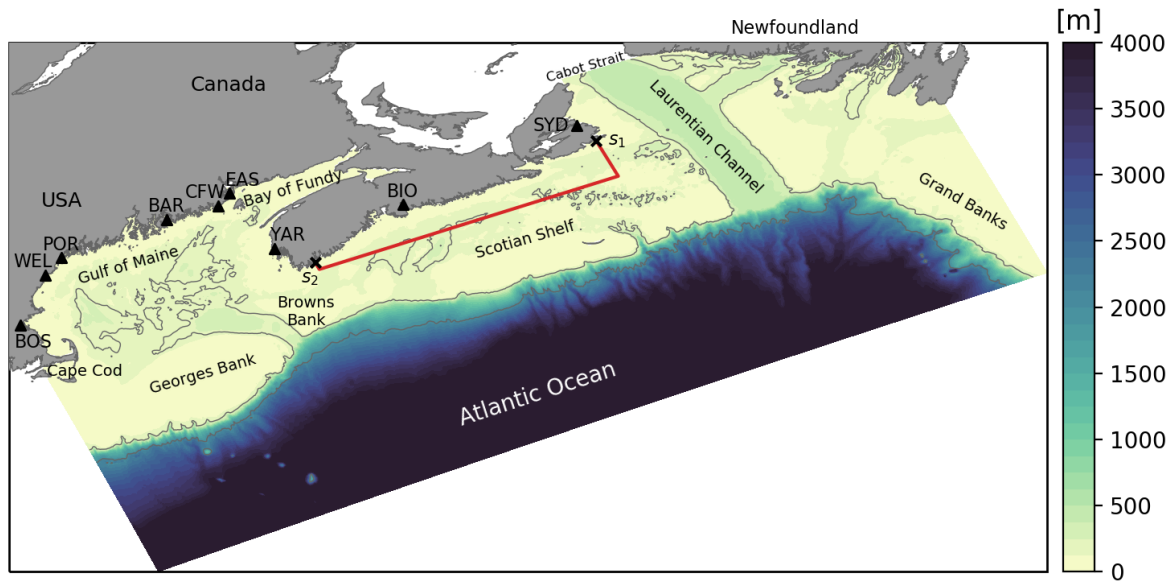 [m]
Newfoundland
4000
Cabot Strait
Canada
Laurentian Channel
3500
SYD
s1
3000
EAS
CFW
Bay of Fundy
BIO
USA
BAR
Grand Banks
2500
YAR
POR
Scotian Shelf
Gulf of Maine
WEL
s2
2000
Browns
Bank
BOS
1500
Cape Cod
Georges Bank
Atlantic Ocean
1000
500
0